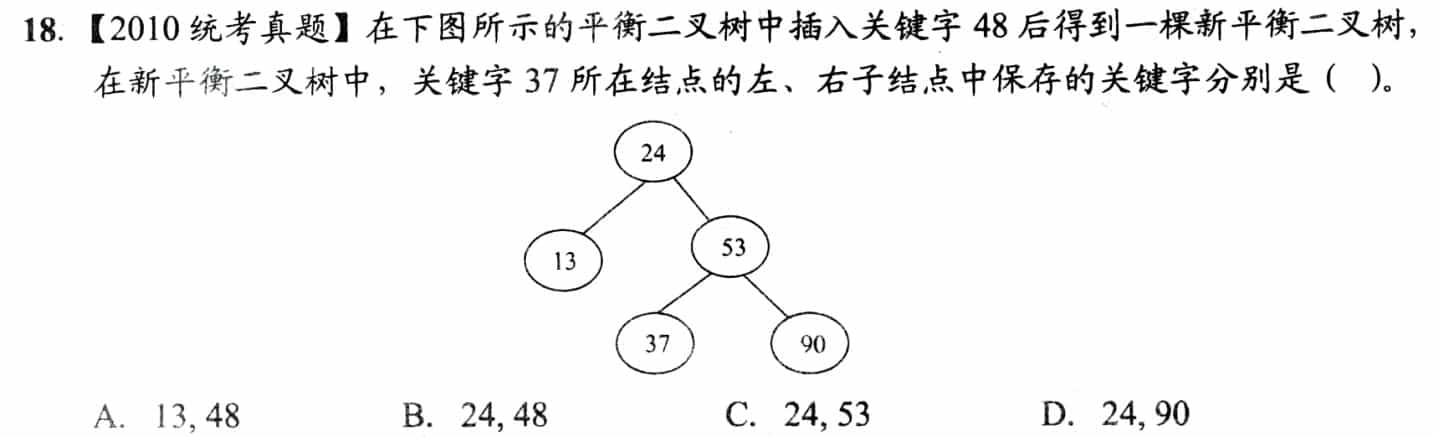 18. 【2010 统考真题】在下图所示的平衡二叉树中插入关键字 48 后得到一棵新平衡二叉树，
在新平衡二叉树中，关键字 37 所在结点的左、右子结点中保存的关键字分别是（ ）。
24
13
53
37
90
A. 13, 48 B. 24, 48 C. 24, 53 D. 24, 90